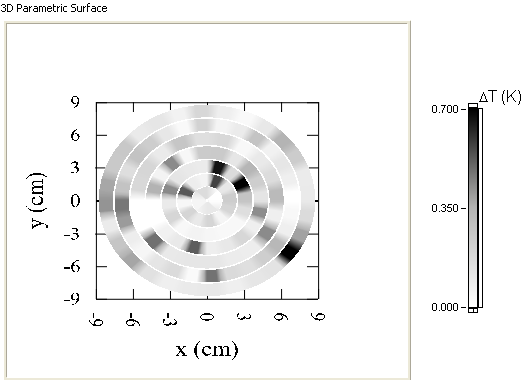 3D Parametric Surface
ΔT (K)
0.700
0.350
0.000
9
6
3
0
-3
-6
-9
y (cm)
-9 -6 -3 0 3 6 9
x (cm)